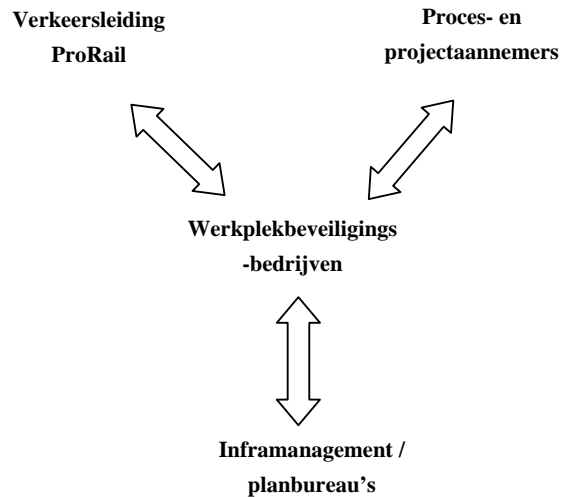 Verkeersleiding
ProRail
Proces- en
projectaannemers
Werkplekbeveiligings
-bedrijven
Inframanagement /
planbureau's